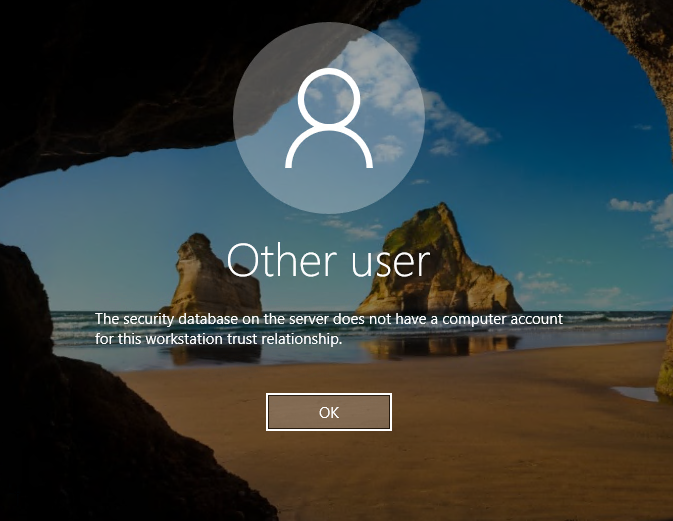 Other user
The security database on the server does not have a computer account
for this workstation trust relationship.
OK